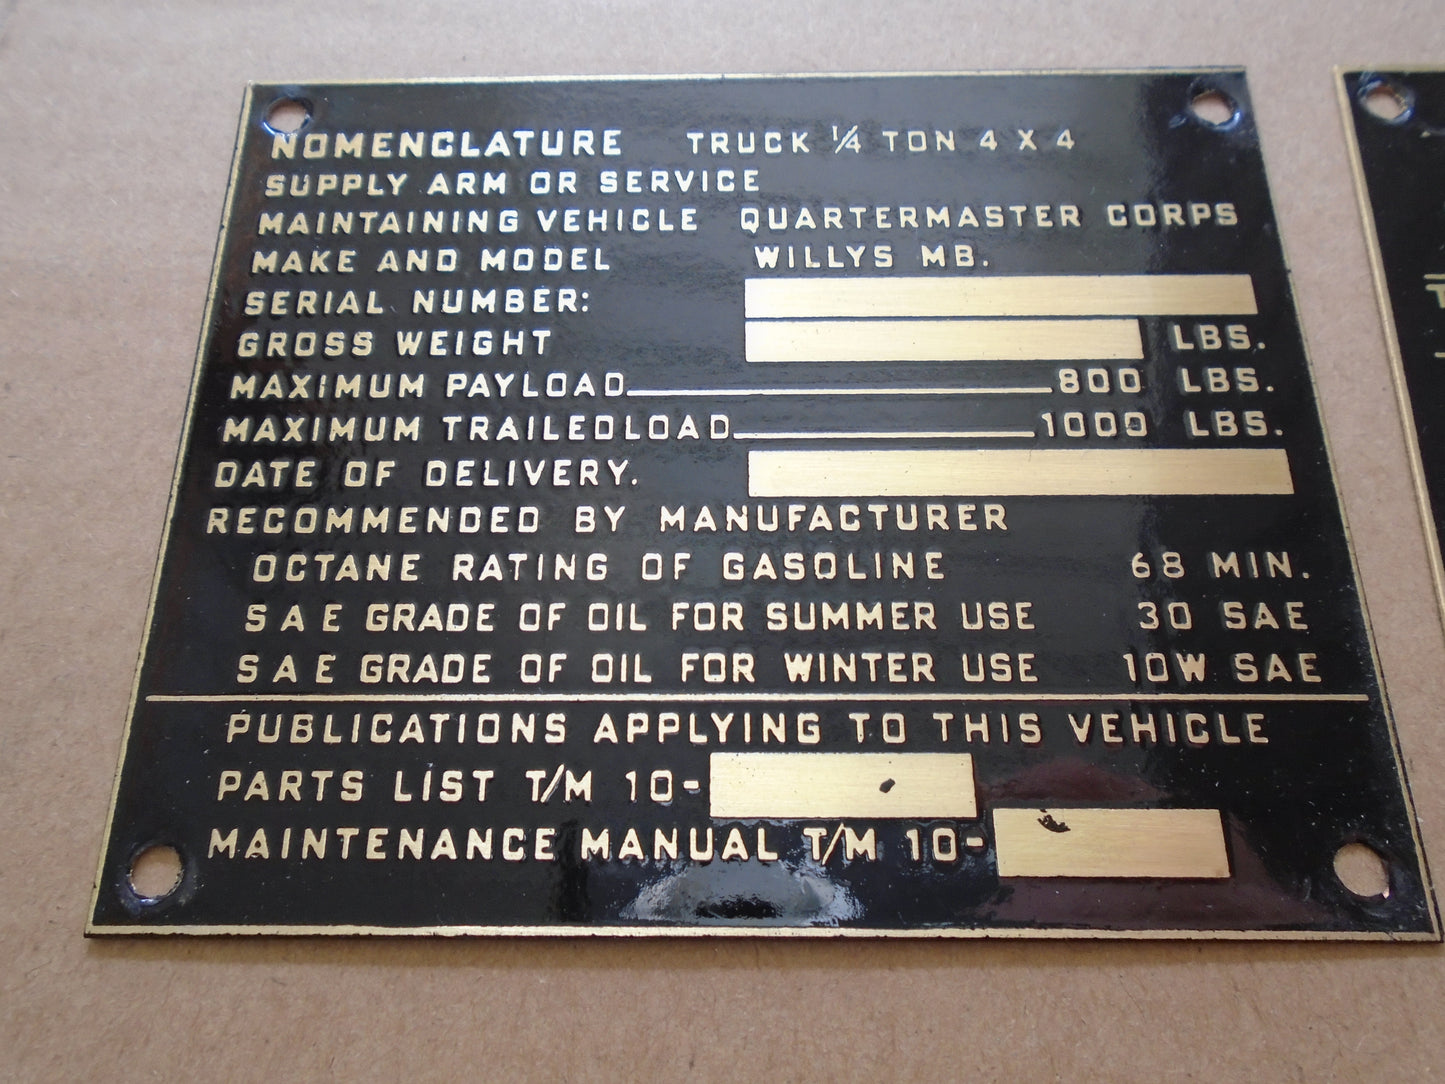 NOMENCLATURE TRUCK 1/4 TON 4 X 4
SUPPLY ARM OR SERVICE
MAINTAINING VEHICLE QUARTERMASTER CORPS
MAKE AND MODEL WILLYS MB.
SERIAL NUMBER:
GROSS WEIGHT LBS.
MAXIMUM PAYLOAD 800 LBS.
MAXIMUM TRAILEDLOAD 1000 LBS.
DATE OF DELIVERY.
RECOMMENDED BY MANUFACTURER
OCTANE RATING OF GASOLINE 68 MIN.
S A E GRADE OF OIL FOR SUMMER USE 30 SAE
S A E GRADE OF OIL FOR WINTER USE 10W SAE
PUBLICATIONS APPLYING TO THIS VEHICLE
PARTS LIST T/M 10-
MAINTENANCE MANUAL T/M 10-